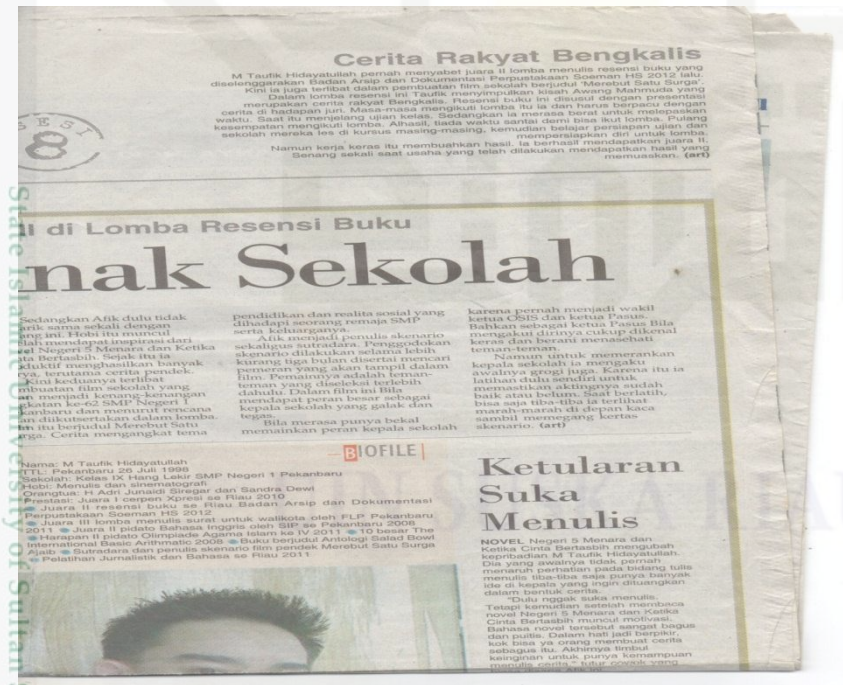 Cerita Rakyat Bengkalis
M Taufik Hidayatullah pernah menyabet juara II lomba menulis resensi buku yang
diselenggarakan Badan Arsip dan Dokumentasi Perpustakaan Soeman HS 2012 lalu.
Kini ia juga terlibat dalam pembuatan film sekolah berjudul 'Merebut Satu Surga'.
Dalam lomba resensi ini Taufik menyimpulkan kisah Awang Mahmuda yang
merupakan cerita rakyat Bengkalis. Resensi buku ini disusul dengan presentasi
cerita di hadapan juri. Masa-masa mengikuti lomba itu ia dan harus berpacu dengan
waktu. Saat itu menjelang ujian kelas. Sedangkan ia merasa berat untuk melepaskan
kesempatan mengikuti lomba. Alhasil, tiada waktu santai demi bisa ikut lomba. Pulang
sekolah mereka les di kursus masing-masing, kemudian belajar persiapan ujian dan
mempersiapkan diri untuk lomba.
Namun kerja keras itu membuahkan hasil. Ia berhasil mendapatkan juara II.
Senang sekali saat usaha yang telah dilakukan mendapatkan hasil yang
memuaskan. (art)
ESESI
8
II di Lomba Resensi Buku
nak Sekolah
Sedangkan Afik dulu tidak
arik sama sekali dengan
ang ini. Hobi itu muncul
lah mendapat inspirasi dari
vel Negeri 5 Menara dan Ketika
ta Bertasbih. Sejak itu ia
duktif menghasilkan banyak
rya, terutama cerita pendek.
Kini keduanya terlibat
mbuatan film sekolah yang
an menjadi kenang-kenangan
gkatan ke-62 SMP Negeri 1
kanbaru dan menurut rencana
an diikutsertakan dalam lomba.
m itu berjudul Merebut Satu
rga. Cerita mengangkat tema
pendidikan dan realita sosial yang
dihadapi seorang remaja SMP
serta keluarganya.
Afik menjadi penulis skenario
sekaligus sutradara. Penggodokan
skenario dilakukan selama lebih
kurang tiga bulan disertai mencari
pemeran yang akan tampil dalam
film. Pemainnya adalah teman-
teman yang diseleksi terlebih
dahulu. Dalam film ini Bila
mendapat peran besar sebagai
kepala sekolah yang galak dan
tegas.
Bila merasa punya bekal
memainkan peran kepala sekolah
karena pernah menjadi wakil
ketua OSIS dan ketua Pasus.
Bahkan sebagai ketua Pasus Bila
mengakui dirinya cukup dikenal
keras dan berani menasehati
teman-teman.
Namun untuk memerankan
kepala sekolah ia mengaku
awalnya grogi juga. Karena itu ia
latihan dulu sendiri untuk
memastikan aktingnya sudah
baik atau belum. Saat berlatih,
bisa saja tiba-tiba ia terlihat
marah-marah di depan kaca
sambil memegang kertas
skenario. (art)
BIOFILE
Nama: M Taufik Hidayatullah
TTL: Pekanbaru 26 Juli 1998
Sekolah: Kelas IX Hang Lekir SMP Negeri 1 Pekanbaru
Hobi: Menulis dan sinematografi
Orangtua: H Adri Junaidi Siregar dan Sandra Dewi
Prestasi: Juara I cerpen Xpresi se Riau 2010
● Juara II resensi buku se Riau Badan Arsip dan Dokumentasi
Perpustakaan Soeman HS 2012
● Juara III lomba menulis surat untuk walikota oleh FLP Pekanbaru
2011 ● Juara II pidato Bahasa Inggris oleh SIP se Pekanbaru 2008
● Harapan II pidato Olimpiade Agama Islam ke IV 2011 ● 10 besar The
International Basic Arithmatic 2008 ● Buku berjudul Antologi Salad Bowl
Ajaib ● Sutradara dan penulis skenario film pendek Merebut Satu Surga
● Pelatihan Jurnalistik dan Bahasa se Riau 2011
Ketularan
Suka
Menulis
NOVEL Negeri 5 Menara dan
Ketika Cinta Bertasbih mengubah
kepribadian M Taufik Hidayatullah.
Dia yang awalnya tidak pernah
menaruh perhatian pada bidang tulis
menulis tiba-tiba saja punya banyak
ide di kepala yang ingin dituangkan
dalam bentuk cerita.
"Dulu nggak suka menulis.
Tetapi kemudian setelah membaca
novel Negeri 5 Menara dan Ketika
Cinta Bertasbih muncul motivasi.
Bahasa novel tersebut sangat bagus
dan puitis. Dalam hati jadi berpikir,
kok bisa ya orang membuat cerita
sebagus itu. Akhirnya timbul
keinginan untuk punya kemampuan
menulis cerita," tutur cowok yang
State Islamic University of Sultan